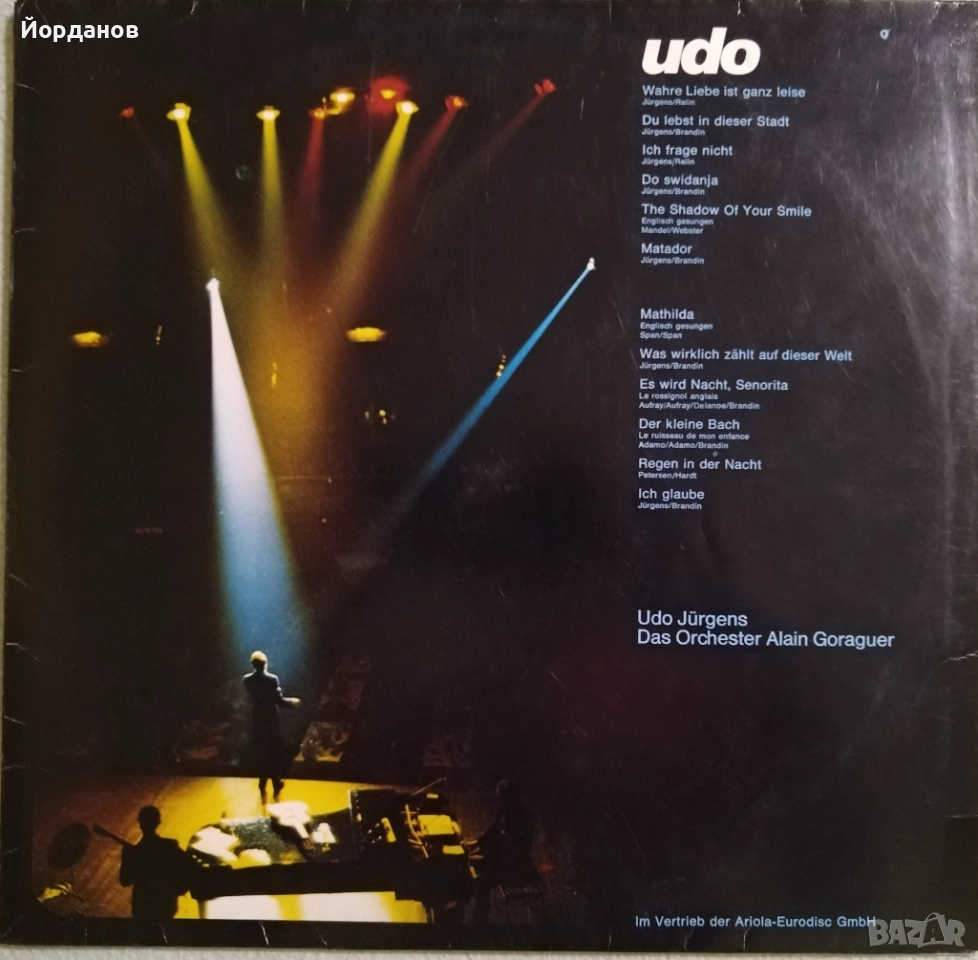 Йорданов
udo
Wahre Liebe ist ganz leise
Jürgens/Relin
Du lebst in dieser Stadt
Jürgens/Brandin
Ich frage nicht
Jürgens/Relin
Do swidanja
Jürgens/Brandin
The Shadow Of Your Smile
Englisch gesungen
Mandel/Webster
Matador
Jürgens/Brandin
Mathilda
Englisch gesungen
Span/Span
Was wirklich zählt auf dieser Welt
Jürgens/Brandin
Es wird Nacht, Senorita
Le rossignol anglais
Aufray/Aufray/Delanoe/Brandin
Der kleine Bach
Le ruisseau de mon enfance
Adamo/Adamo/Brandin
Regen in der Nacht
Petersen/Hardt
Ich glaube
Jürgens/Brandin
Udo Jürgens
Das Orchester Alain Goraguer
Im Vertrieb der Ariola-Eurodisc GmbH
BAZAR